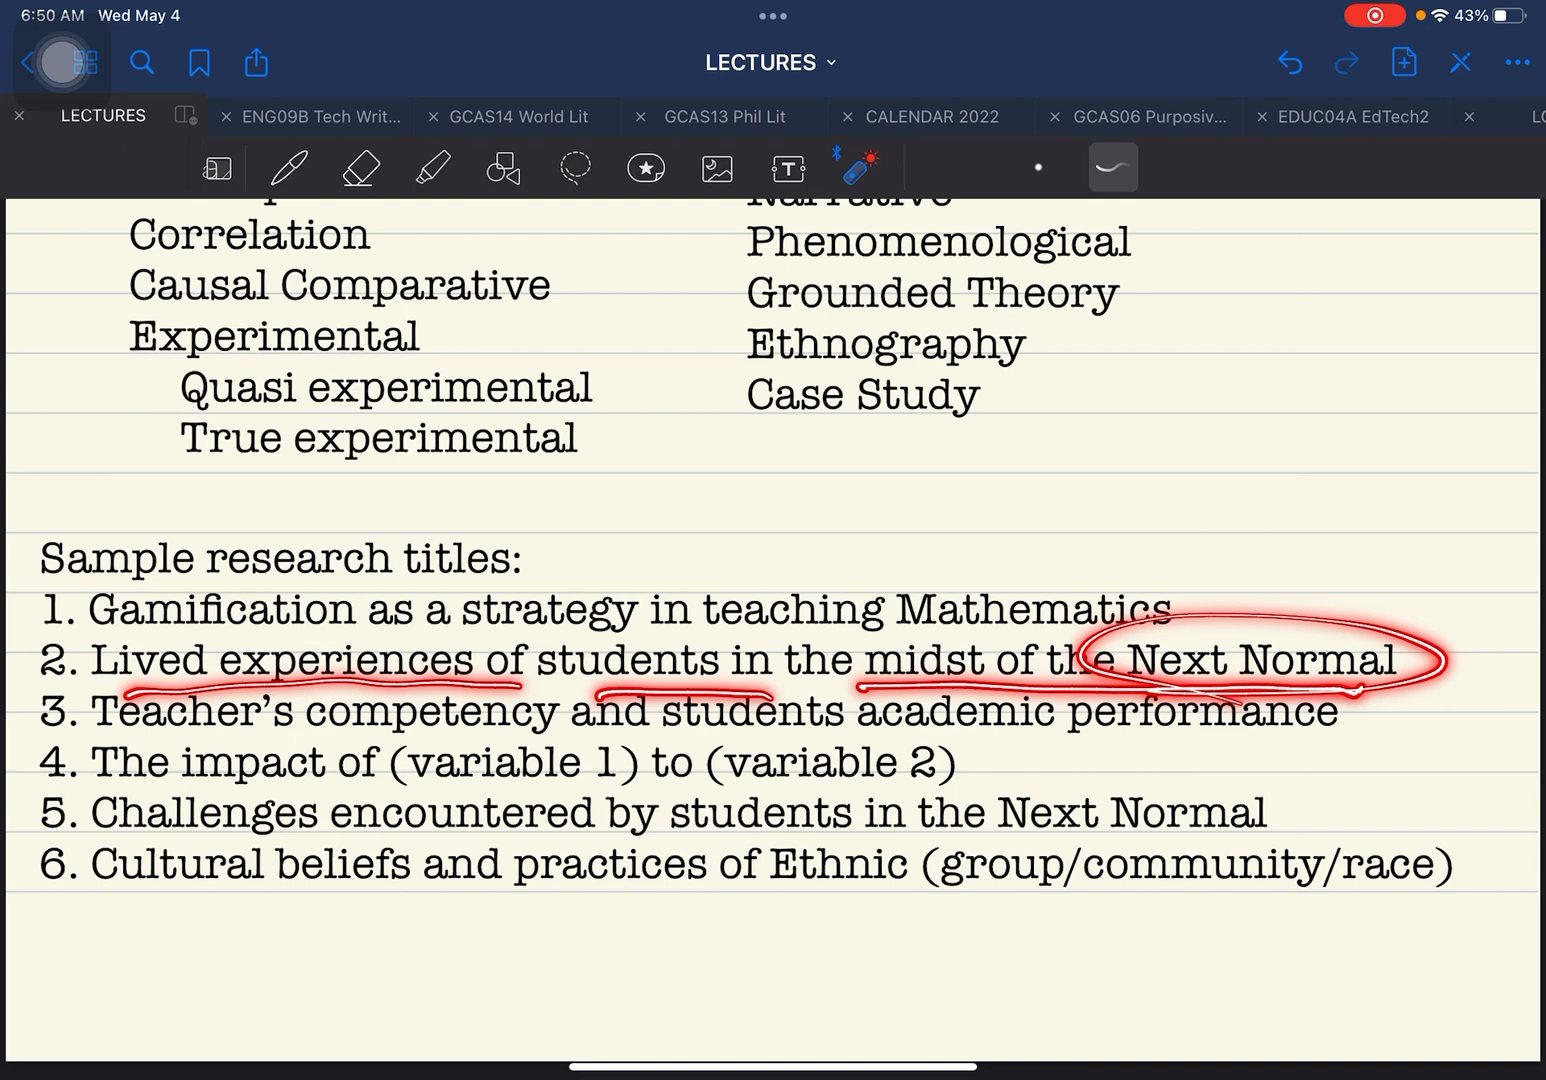 6:50 AM Wed May 4
43%
LECTURES
LECTURES
ENG09B Tech Writ...
GCAS14 World Lit
GCAS13 Phil Lit
CALENDAR 2022
GCAS06 Purposiv...
EDUC04A EdTech2
Correlation
Causal Comparative
Experimental
Quasi experimental
True experimental
Narrative
Phenomenological
Grounded Theory
Ethnography
Case Study
Sample research titles:
1. Gamification as a strategy in teaching Mathematics
2. Lived experiences of students in the midst of the Next Normal
3. Teacher's competency and students academic performance
4. The impact of (variable 1) to (variable 2)
5. Challenges encountered by students in the Next Normal
6. Cultural beliefs and practices of Ethnic (group/community/race)